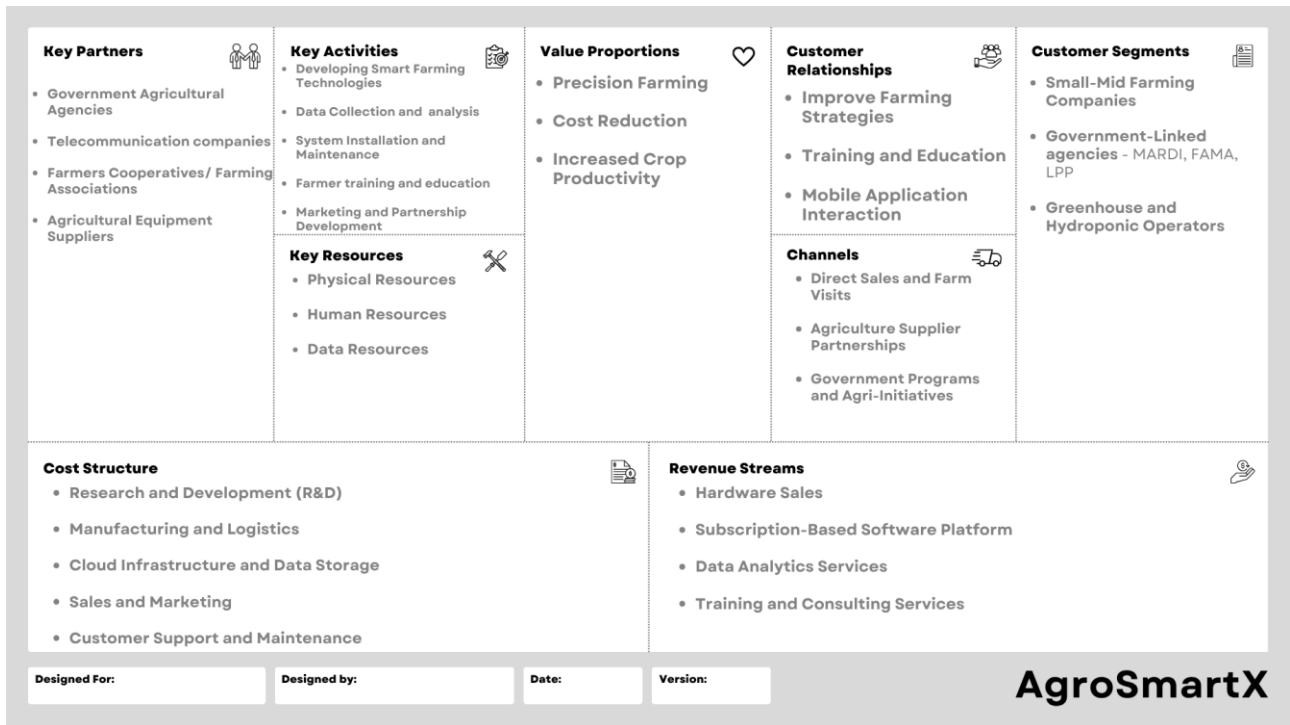 Key Partners
• Government Agricultural
Agencies
• Telecommunication companies
• Farmers Cooperatives/ Farming
Associations
• Agricultural Equipment
Suppliers
Key Activities
• Developing Smart Farming
Technologies
• Data Collection and analysis
• System Installation and
Maintenance
• Farmer training and education
• Marketing and Partnership
Development
Key Resources
• Physical Resources
• Human Resources
• Data Resources
Value Proportions
• Precision Farming
• Cost Reduction
• Increased Crop
Productivity
Customer
Relationships
• Improve Farming
Strategies
• Training and Education
• Mobile Application
Interaction
Channels
• Direct Sales and Farm
Visits
• Agriculture Supplier
Partnerships
• Government Programs
and Agri-Initiatives
Customer Segments
• Small-Mid Farming
Companies
• Government-Linked
agencies - MARDI, FAMA,
LPP
• Greenhouse and
Hydroponic Operators
Cost Structure
• Research and Development (R&D)
• Manufacturing and Logistics
• Cloud Infrastructure and Data Storage
• Sales and Marketing
• Customer Support and Maintenance
Revenue Streams
• Hardware Sales
• Subscription-Based Software Platform
• Data Analytics Services
• Training and Consulting Services
Designed For:
Designed by:
Date:
Version:
AgroSmartX